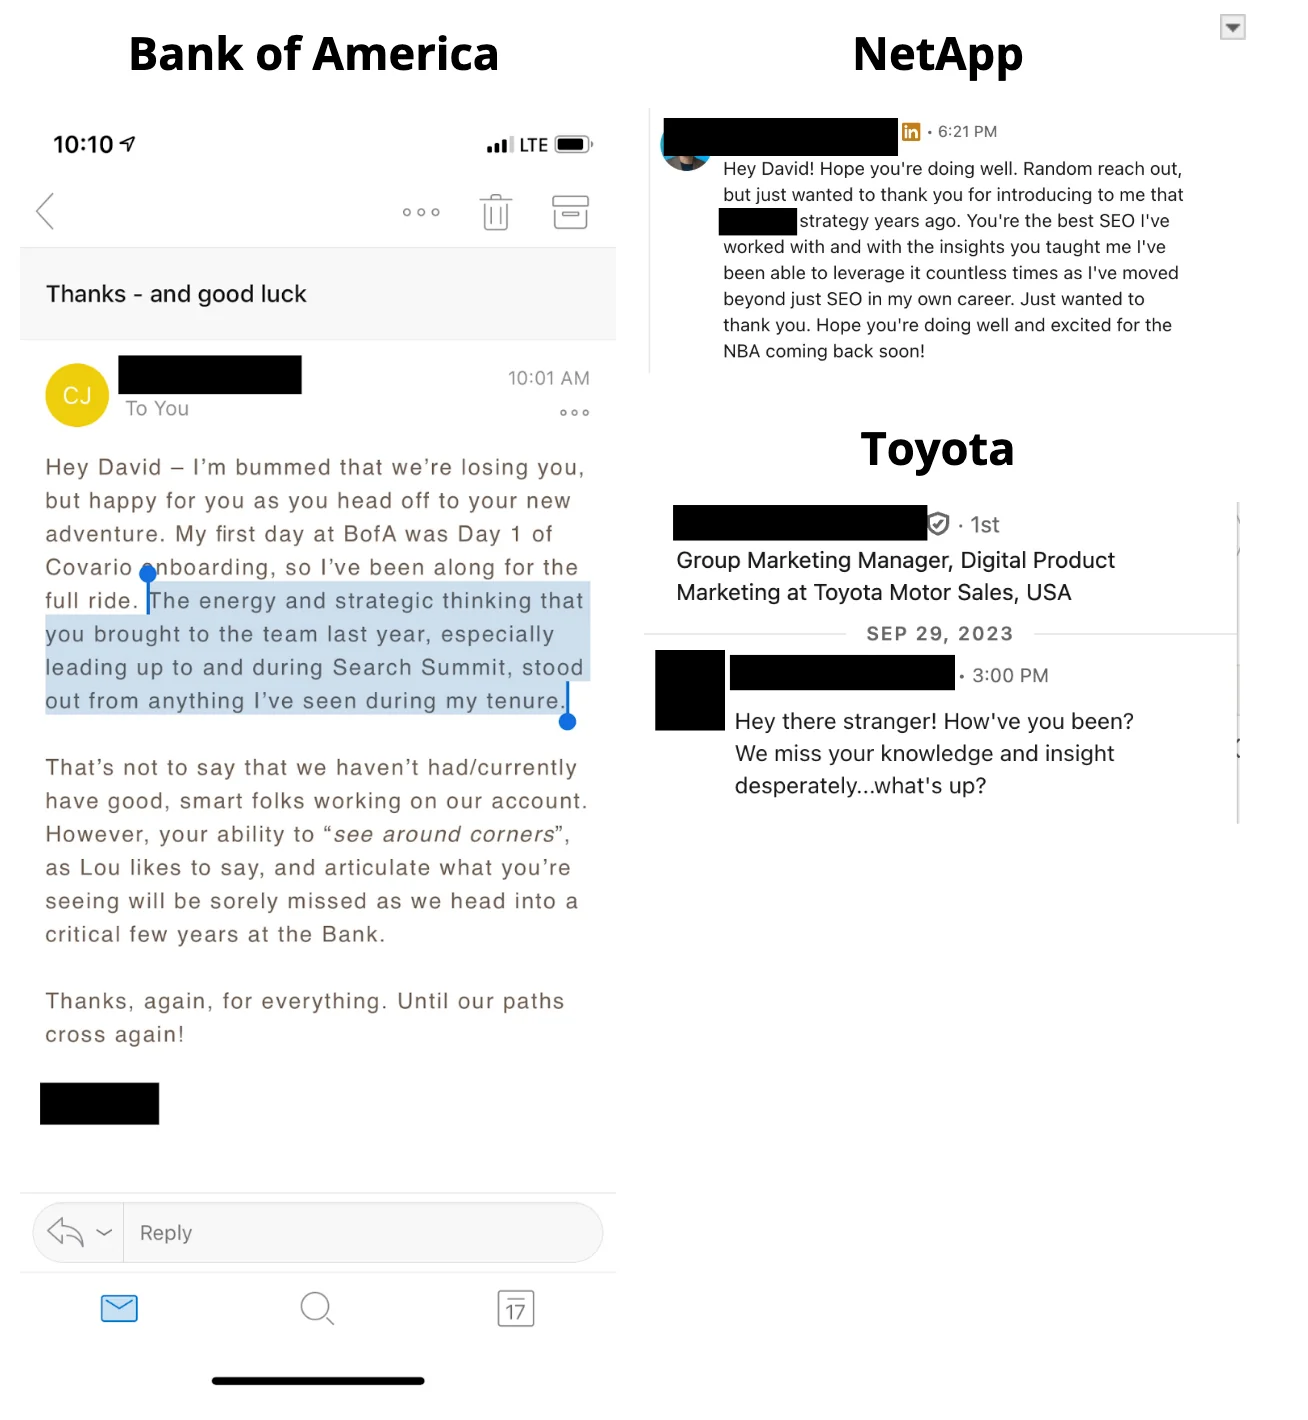 Bank of America
10:10
LTE
Thanks - and good luck
CJ
10:01 AM
To You
Hey David – I’m bummed that we’re losing you,
but happy for you as you head off to your new
adventure. My first day at BofA was Day 1 of
Covario onboarding, so I’ve been along for the
full ride. The energy and strategic thinking that
you brought to the team last year, especially
leading up to and during Search Summit, stood
out from anything I’ve seen during my tenure.
That’s not to say that we haven’t had/currently
have good, smart folks working on our account.
However, your ability to “see around corners”,
as Lou likes to say, and articulate what you’re
seeing will be sorely missed as we head into a
critical few years at the Bank.
Thanks, again, for everything. Until our paths
cross again!
Reply
17
NetApp
in • 6:21 PM
Hey David! Hope you're doing well. Random reach out,
but just wanted to thank you for introducing to me that
strategy years ago. You're the best SEO I've
worked with and with the insights you taught me I've
been able to leverage it countless times as I've moved
beyond just SEO in my own career. Just wanted to
thank you. Hope you're doing well and excited for the
NBA coming back soon!
Toyota
· 1st
Group Marketing Manager, Digital Product
Marketing at Toyota Motor Sales, USA
SEP 29, 2023
• 3:00 PM
Hey there stranger! How've you been?
We miss your knowledge and insight
desperately...what's up?